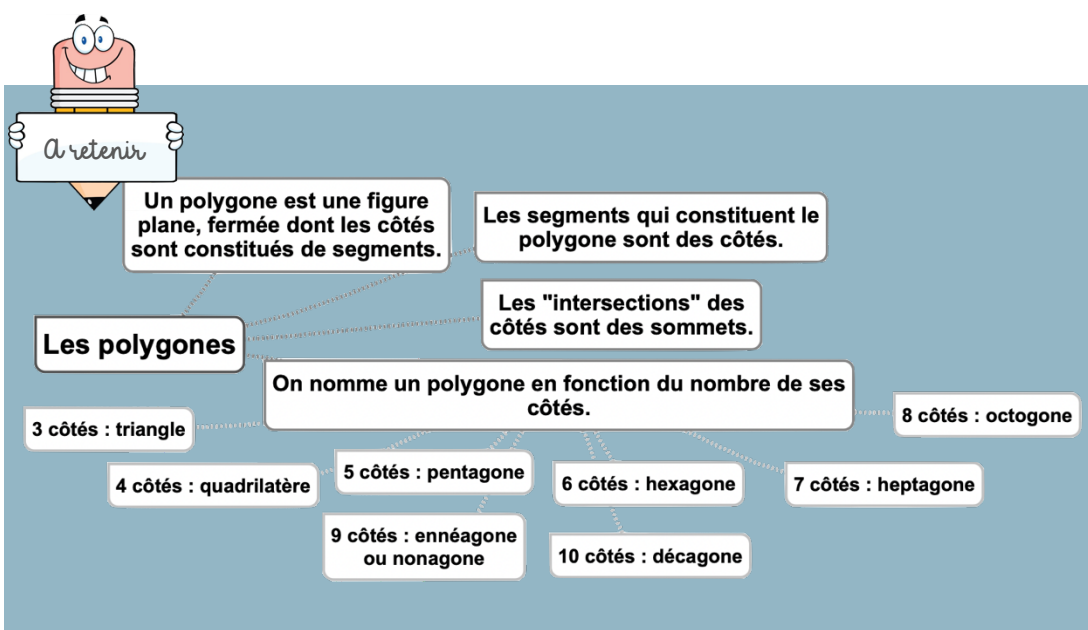 A retenir
Un polygone est une figure
plane, fermée dont les côtés
sont constitués de segments.
Les segments qui constituent le
polygone sont des côtés.
Les "intersections" des
côtés sont des sommets.
Les polygones
On nomme un polygone en fonction du nombre de ses
côtés.
3 côtés : triangle
8 côtés : octogone
4 côtés : quadrilatère
5 côtés : pentagone
6 côtés : hexagone
7 côtés : heptagone
9 côtés : ennéagone
ou nonagone
10 côtés : décagone